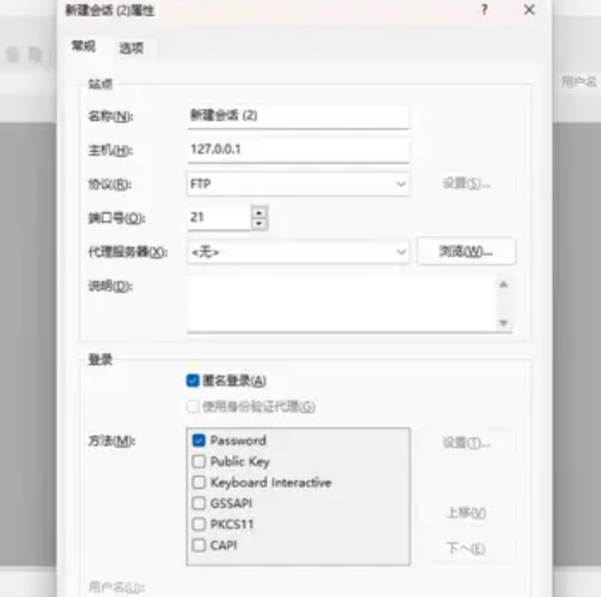 新建会话 (2)属性
?
常规 选项
用户名
站点
名称(N): 新建会话 (2)
主机(H): 127.0.0.1
协议(R): FTP 设置(S)...
端口号(O): 21
代理服务器(X): <无> 浏览(W)...
说明(D):
登录
匿名登录(A)
使用身份验证代理(G)
方法(M): Password 设置(T)...
Public Key
Keyboard Interactive
GSSAPI 上移(V)
PKCS11
CAPI 下へ(E)
用户名(U):